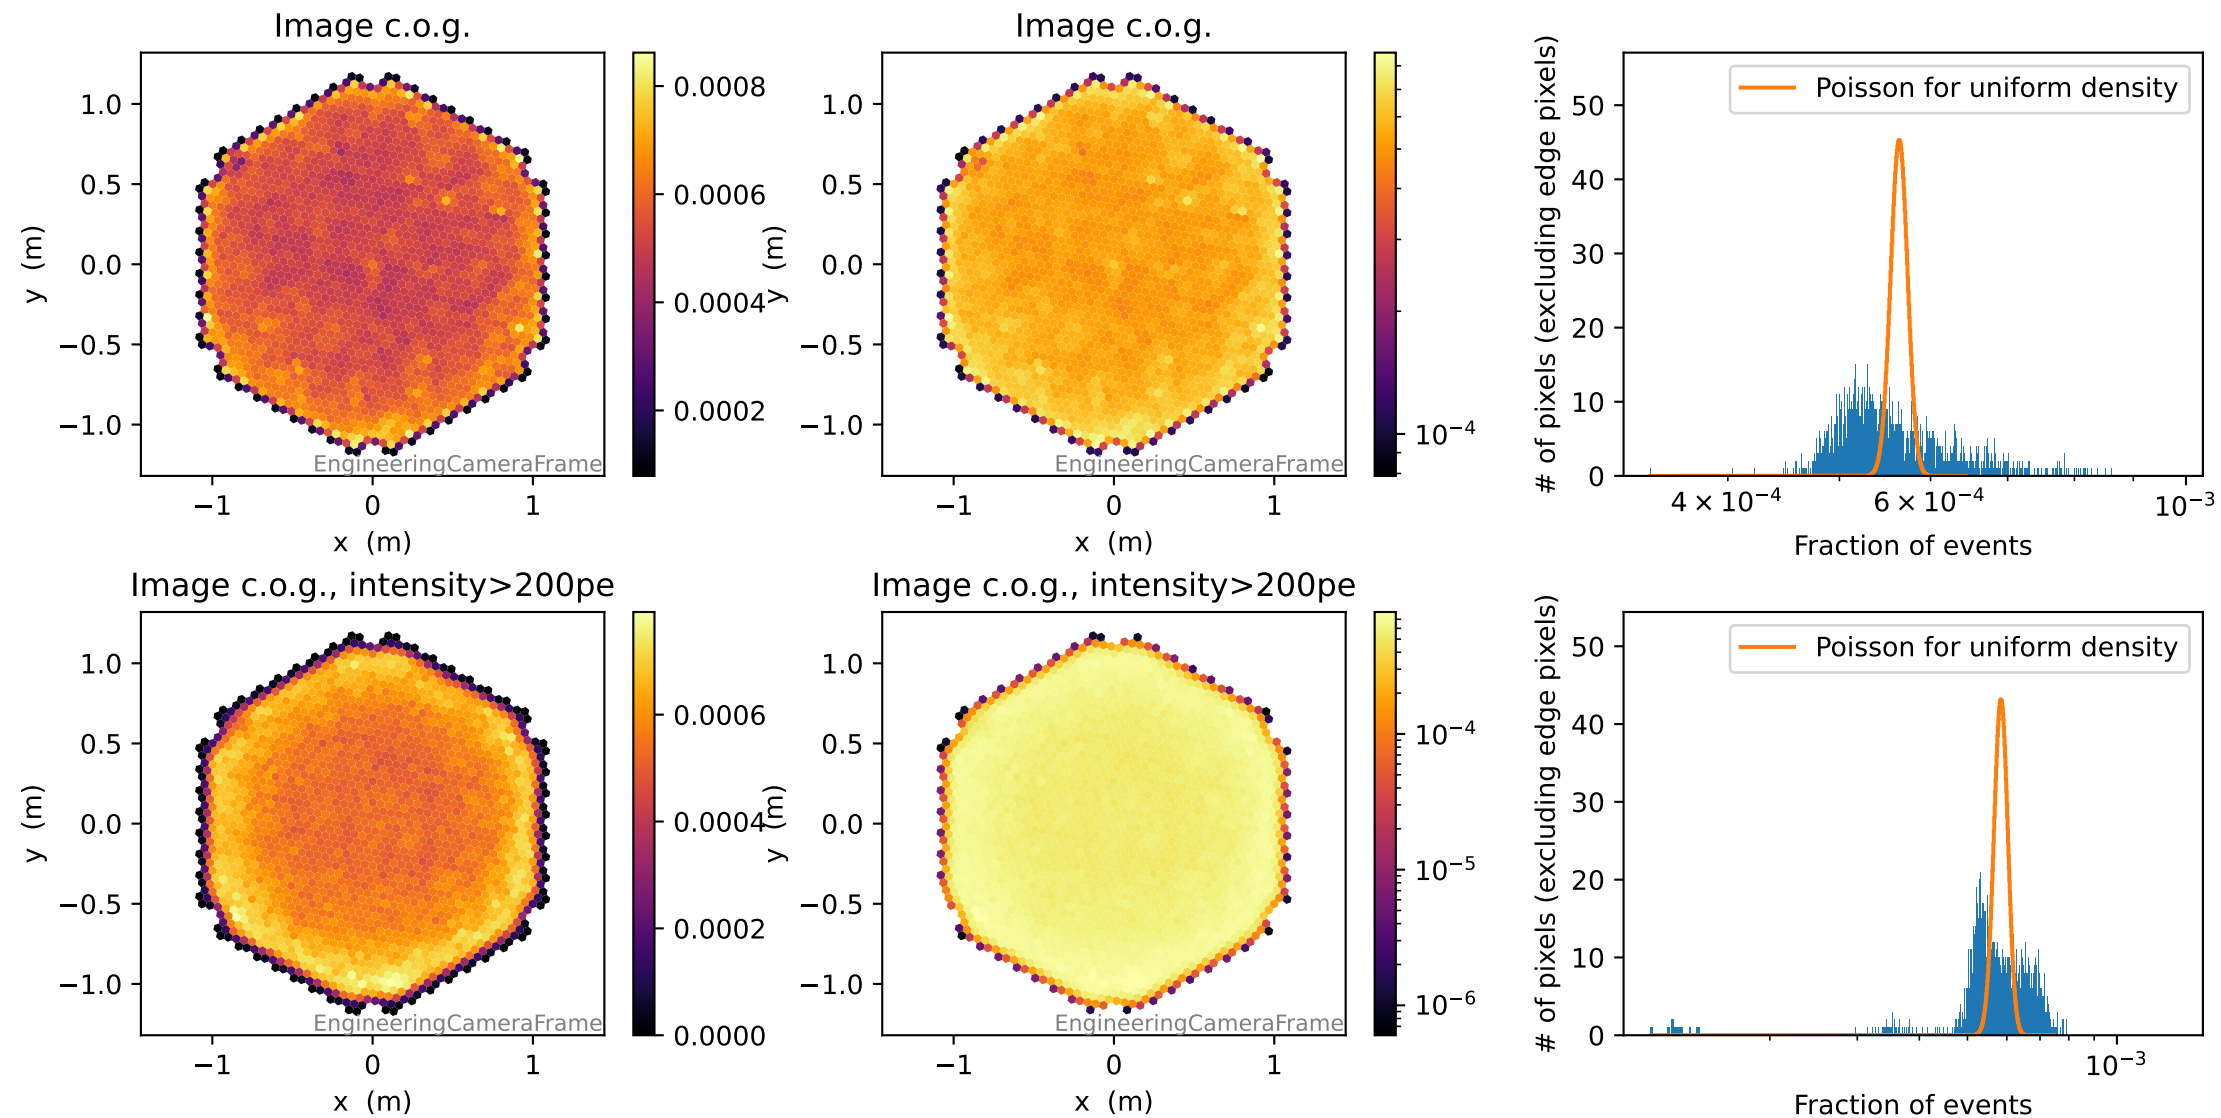 Image c.o.g.
1.0
0.5
0.0
−0.5
−1.0
y (m)
−1
0
1
x (m)
EngineeringCameraFrame
0.0008
0.0006
0.0004
0.0002
Image c.o.g.
1.0
0.5
0.0
−0.5
−1.0
y (m)
−1
0
1
x (m)
EngineeringCameraFrame
10⁻⁴
Poisson for uniform density
50
40
30
20
10
0
# of pixels (excluding edge pixels)
4 × 10⁻⁴
6 × 10⁻⁴
10⁻³
Fraction of events
Image c.o.g., intensity>200pe
1.0
0.5
0.0
−0.5
−1.0
y (m)
−1
0
1
x (m)
EngineeringCameraFrame
0.0006
0.0004
0.0002
0.0000
Image c.o.g., intensity>200pe
1.0
0.5
0.0
−0.5
−1.0
y (m)
−1
0
1
x (m)
EngineeringCameraFrame
10⁻⁴
10⁻⁵
10⁻⁶
Poisson for uniform density
50
40
30
20
10
0
# of pixels (excluding edge pixels)
10⁻³
Fraction of events